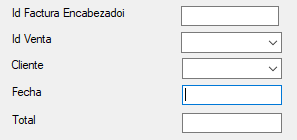 Id Factura Encabezadoi
Id Venta
Cliente
Fecha
Total